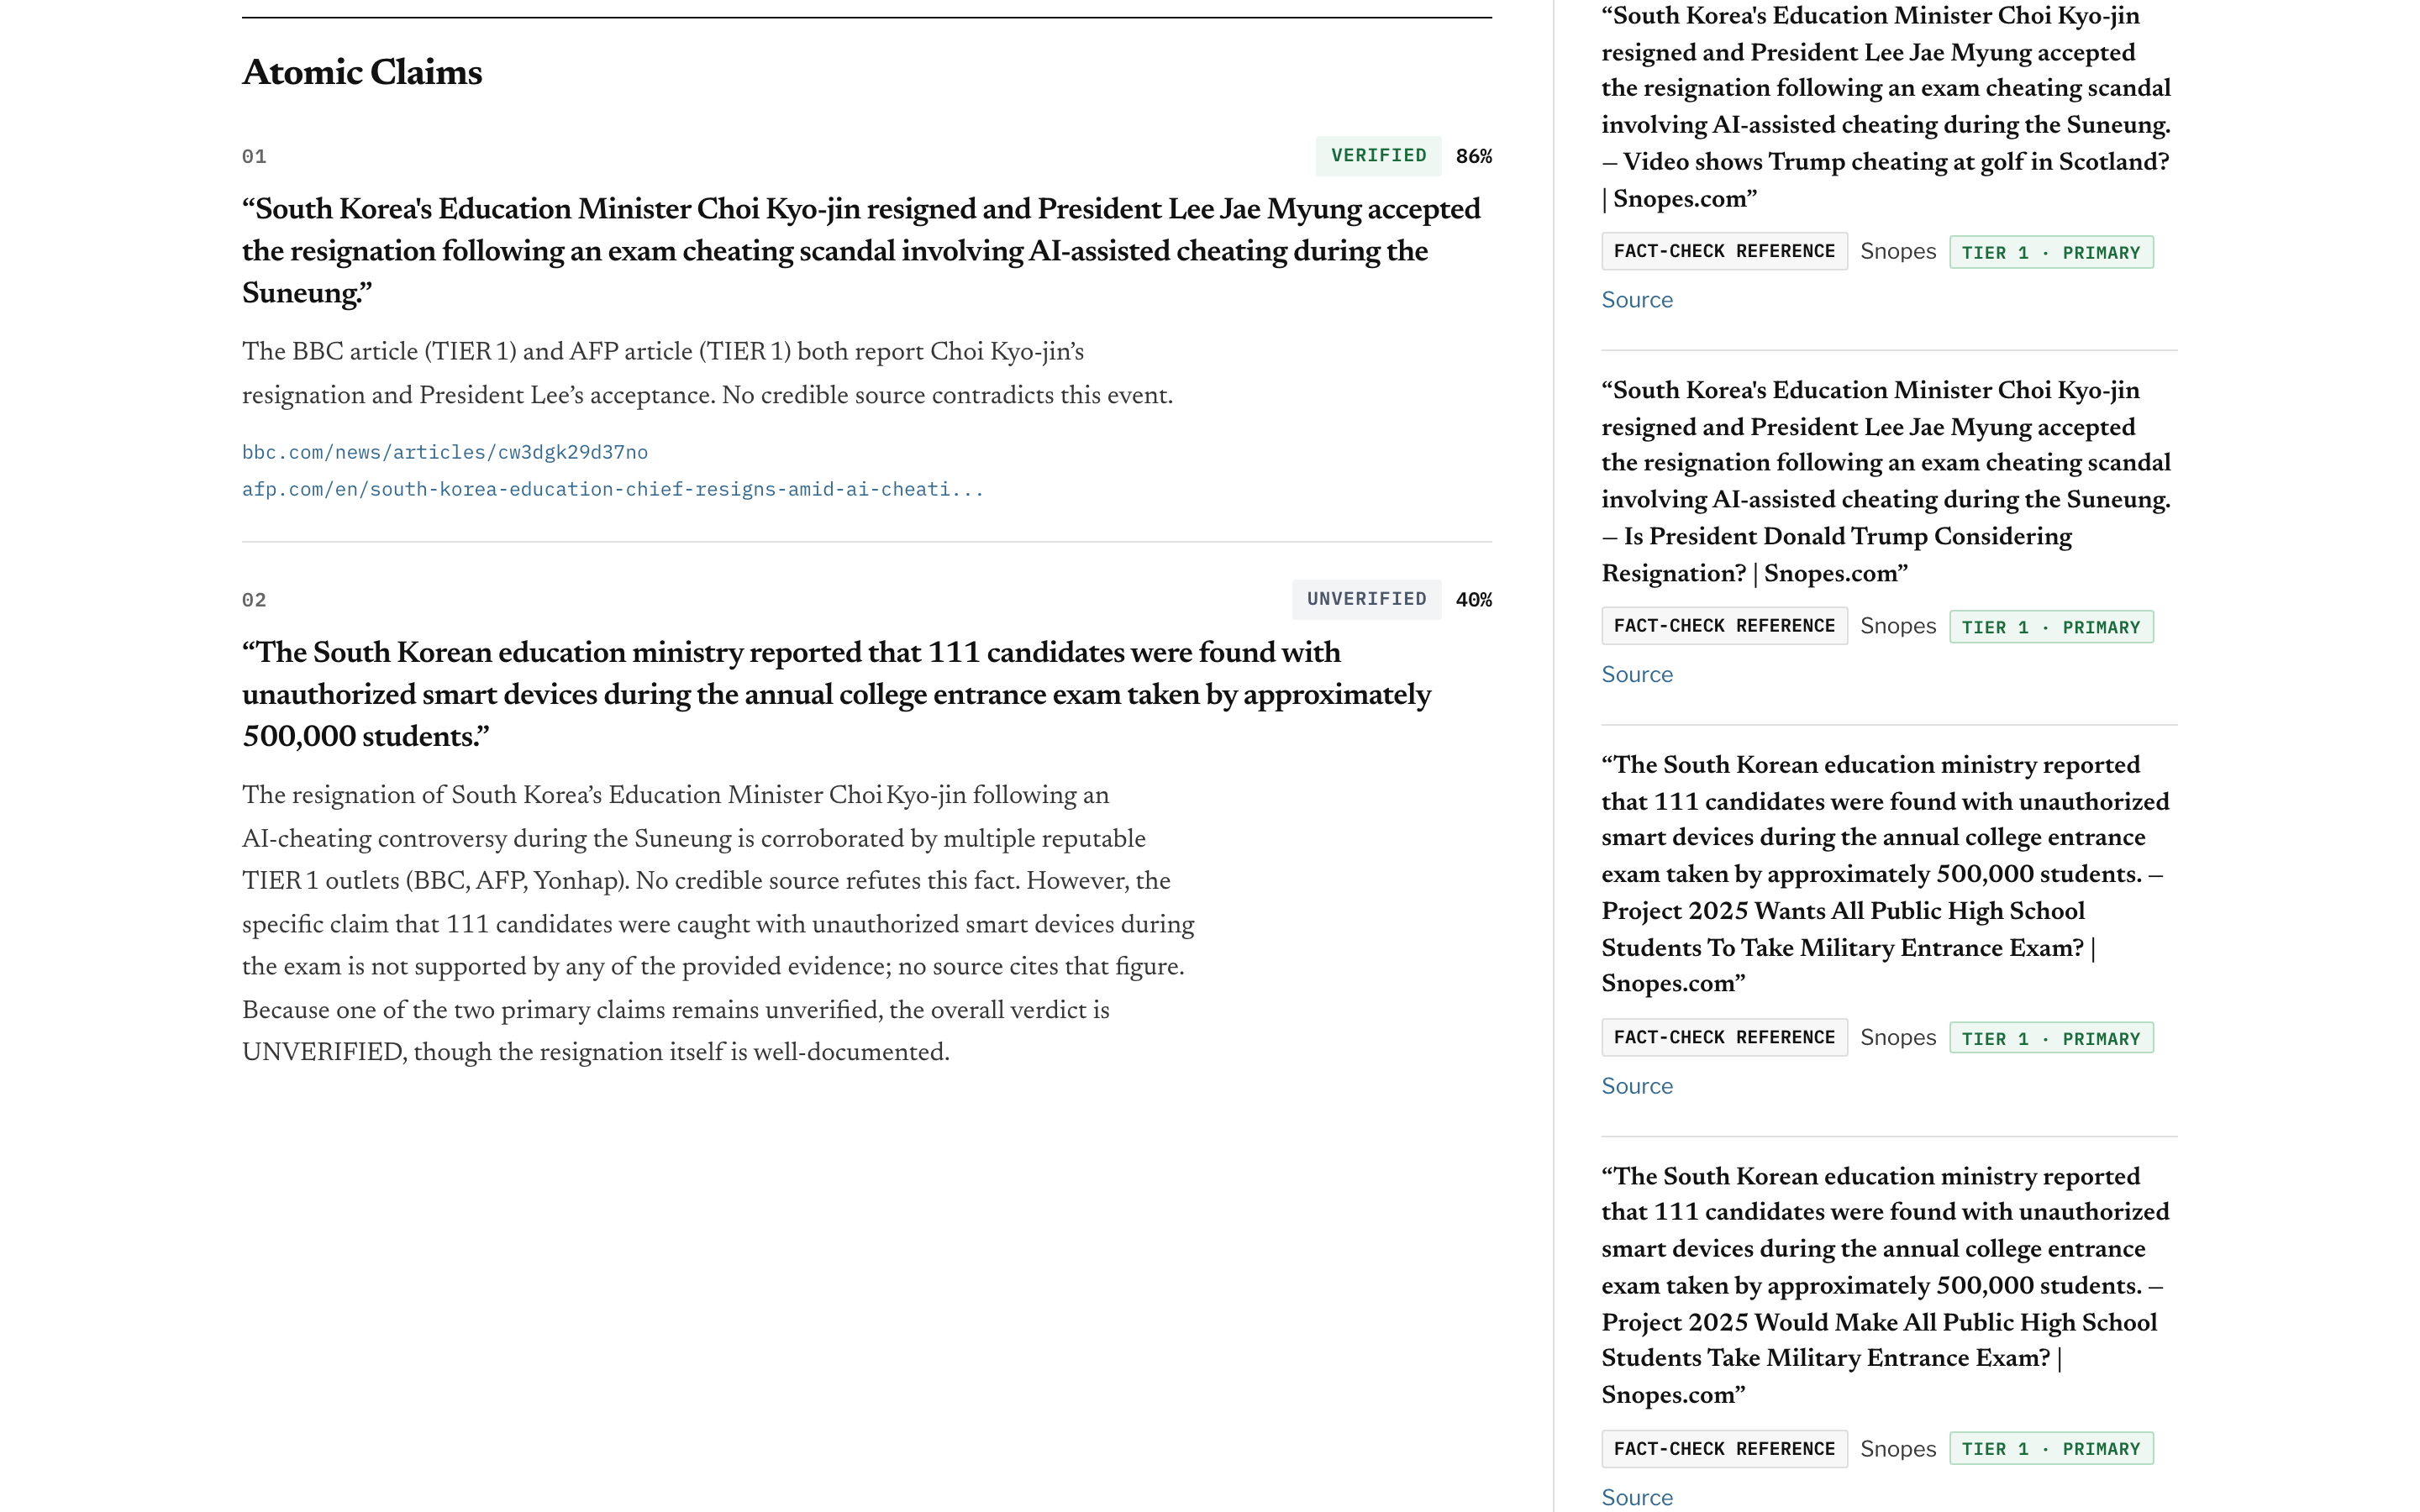 Atomic Claims
01
VERIFIED 86%
“South Korea's Education Minister Choi Kyo-jin resigned and President Lee Jae Myung accepted
the resignation following an exam cheating scandal involving AI-assisted cheating during the
Suneung.”
The BBC article (TIER 1) and AFP article (TIER 1) both report Choi Kyo-jin’s
resignation and President Lee’s acceptance. No credible source contradicts this event.
bbc.com/news/articles/cw3dgk29d37no
afp.com/en/south-korea-education-chief-resigns-amid-ai-cheati...
02
UNVERIFIED 40%
“The South Korean education ministry reported that 111 candidates were found with
unauthorized smart devices during the annual college entrance exam taken by approximately
500,000 students.”
The resignation of South Korea’s Education Minister Choi Kyo-jin following an
AI-cheating controversy during the Suneung is corroborated by multiple reputable
TIER 1 outlets (BBC, AFP, Yonhap). No credible source refutes this fact. However, the
specific claim that 111 candidates were caught with unauthorized smart devices during
the exam is not supported by any of the provided evidence; no source cites that figure.
Because one of the two primary claims remains unverified, the overall verdict is
UNVERIFIED, though the resignation itself is well-documented.
“South Korea's Education Minister Choi Kyo-jin
resigned and President Lee Jae Myung accepted
the resignation following an exam cheating scandal
involving AI-assisted cheating during the Suneung.
— Video shows Trump cheating at golf in Scotland?
| Snopes.com”
FACT-CHECK REFERENCE Snopes TIER 1 · PRIMARY
Source
“South Korea's Education Minister Choi Kyo-jin
resigned and President Lee Jae Myung accepted
the resignation following an exam cheating scandal
involving AI-assisted cheating during the Suneung.
— Is President Donald Trump Considering
Resignation? | Snopes.com”
FACT-CHECK REFERENCE Snopes TIER 1 · PRIMARY
Source
“The South Korean education ministry reported
that 111 candidates were found with unauthorized
smart devices during the annual college entrance
exam taken by approximately 500,000 students. —
Project 2025 Wants All Public High School
Students To Take Military Entrance Exam? |
Snopes.com”
FACT-CHECK REFERENCE Snopes TIER 1 · PRIMARY
Source
“The South Korean education ministry reported
that 111 candidates were found with unauthorized
smart devices during the annual college entrance
exam taken by approximately 500,000 students. —
Project 2025 Would Make All Public High School
Students Take Military Entrance Exam? |
Snopes.com”
FACT-CHECK REFERENCE Snopes TIER 1 · PRIMARY
Source